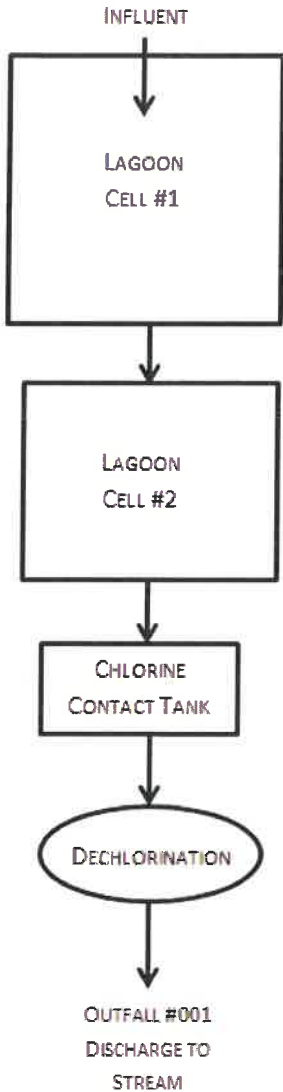 INFLUENT
LAGOON
CELL #1
LAGOON
CELL #2
CHLORINE
CONTACT TANK
DECHLORINATION
OUTFALL #001
DISCHARGE TO
STREAM